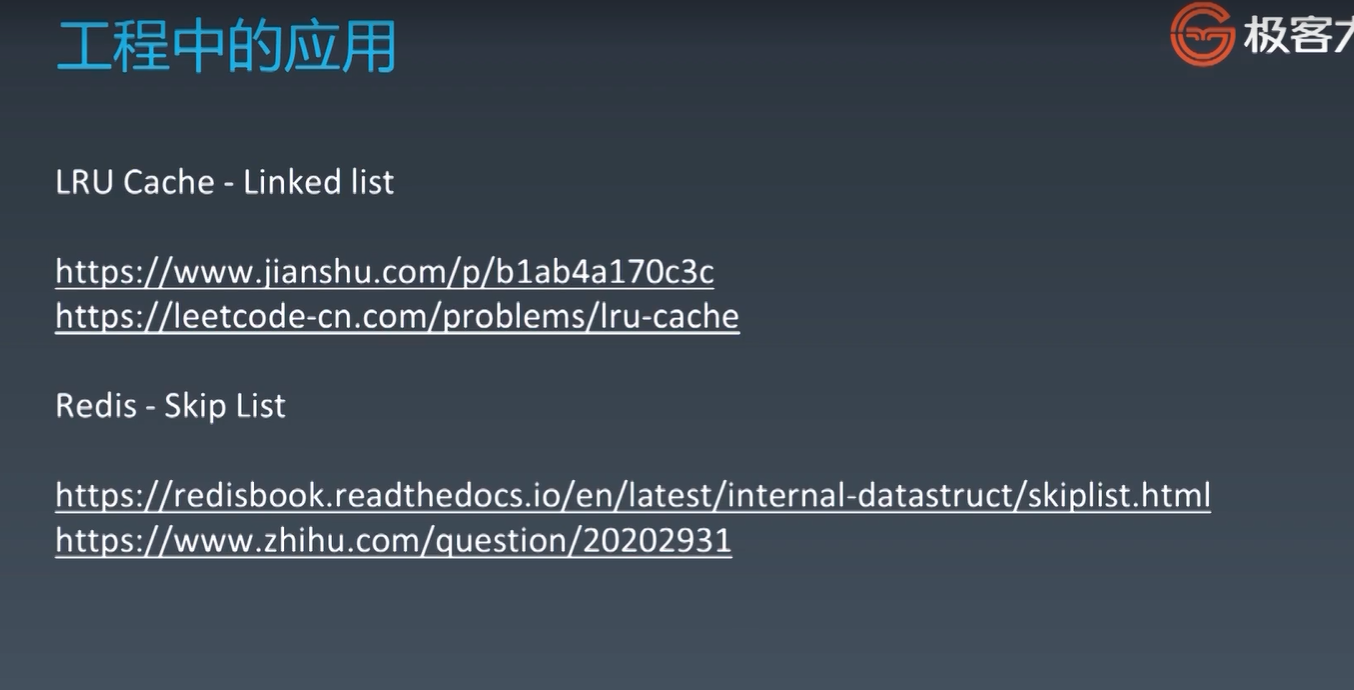 工程中的应用
极客
LRU Cache - Linked list
https://www.jianshu.com/p/b1ab4a170c3c
https://leetcode-cn.com/problems/lru-cache
Redis - Skip List
https://redisbook.readthedocs.io/en/latest/internal-datastruct/skiplist.html
https://www.zhihu.com/question/20202931